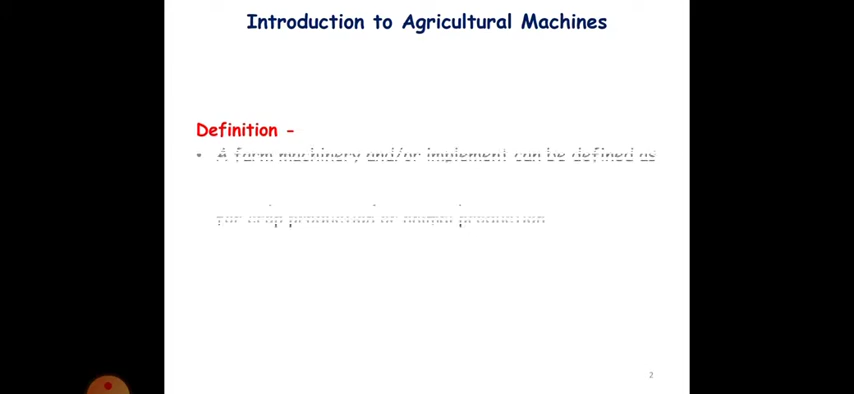 Introduction to Agricultural Machines
Definition -
• A farm machinery and/or implement can be defined as
for crop production or animal production
2